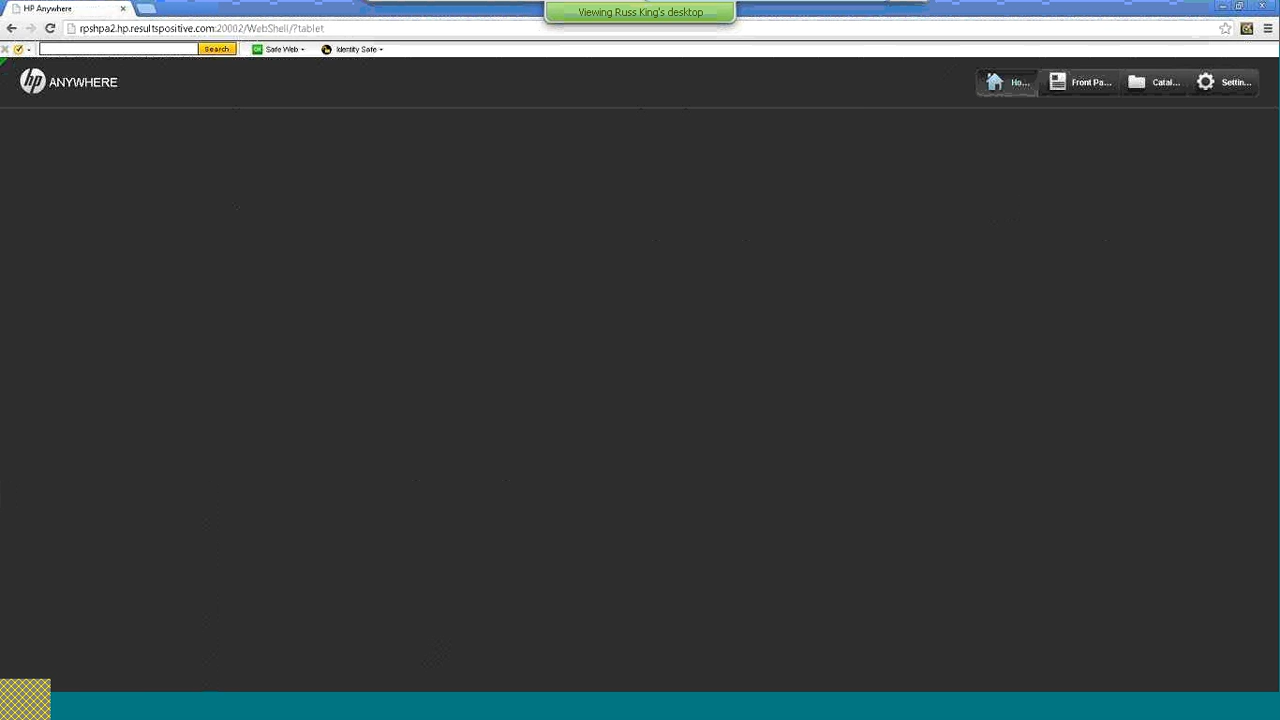 HP Anywhere
Viewing Russ King's desktop
rpshpa2.hp.resultspositive.com:20002/WebShell/?tablet
Search
Safe Web
Identity Safe
hp ANYWHERE
Ho...
Front Pa...
Catal...
Settin...